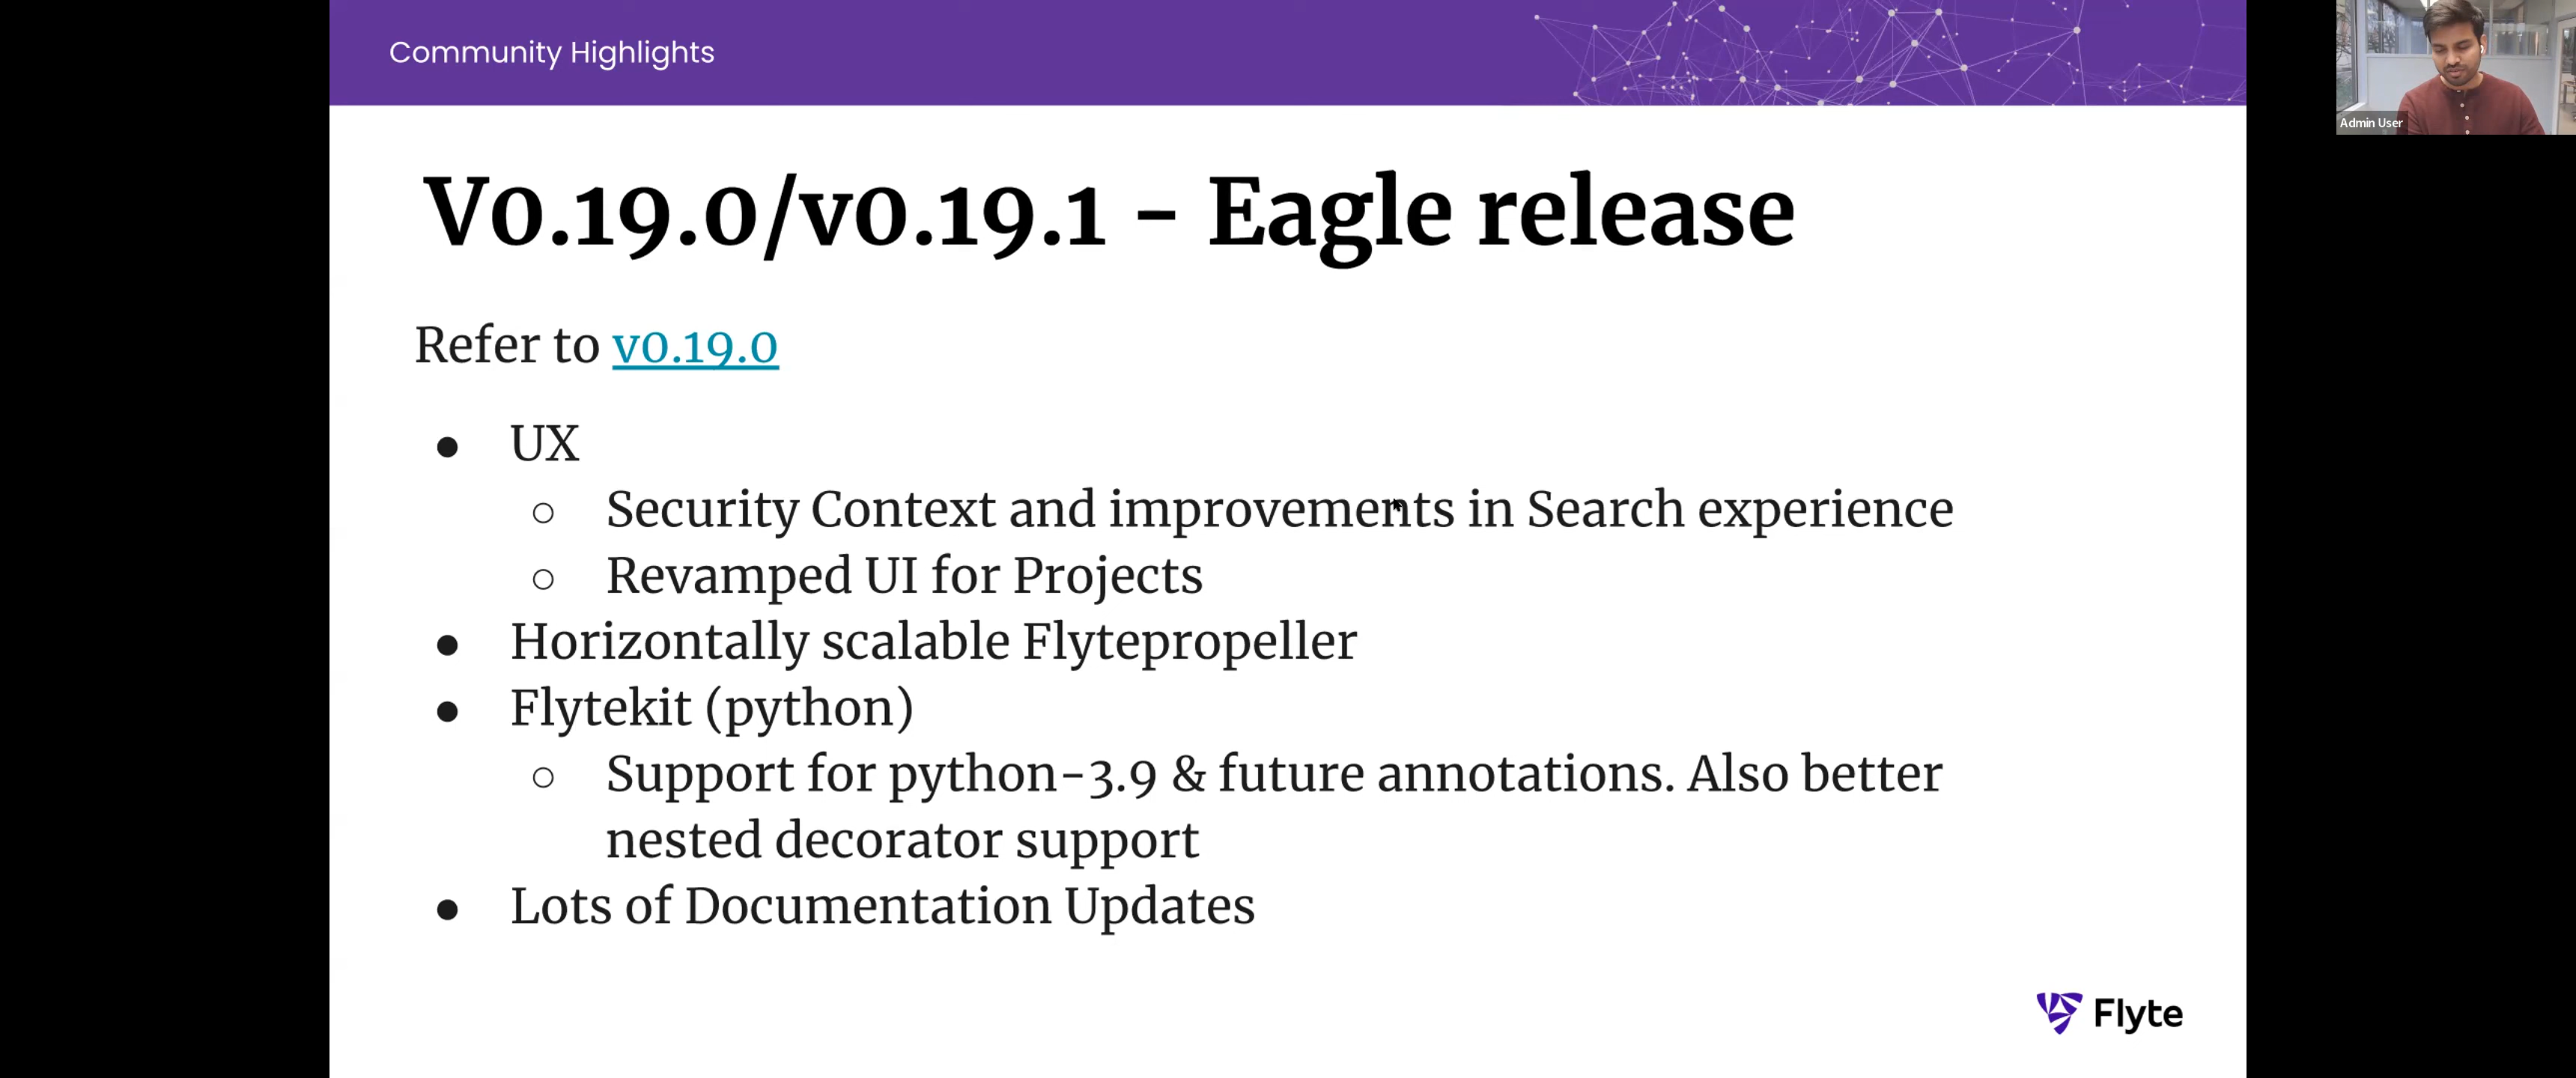 Community Highlights
Admin User
V0.19.0/v0.19.1 - Eagle release
Refer to v0.19.0
● UX
○ Security Context and improvements in Search experience
○ Revamped UI for Projects
● Horizontally scalable Flytepropeller
● Flytekit (python)
○ Support for python-3.9 & future annotations. Also better
nested decorator support
● Lots of Documentation Updates
Flyte